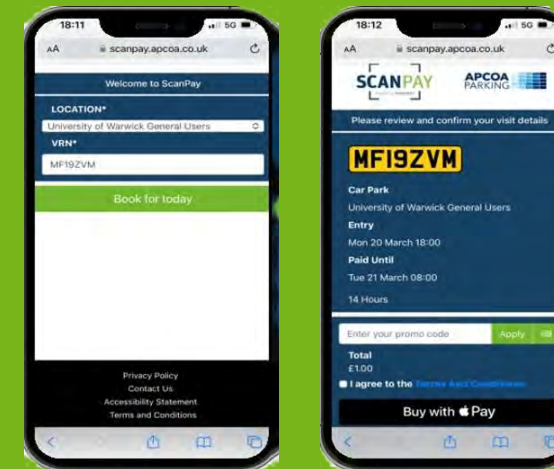 18:11
5G
AA
scanpay.apcoa.co.uk
Welcome to ScanPay
LOCATION*
University of Warwick General Users
VRN*
MF19ZVM
Book for today
Privacy Policy
Contact Us
Accessibility Statement
Terms and Conditions
18:12
5G
AA
scanpay.apcoa.co.uk
SCANPAY
APCOA
PARKING
Please review and confirm your visit details
MF19ZVM
Car Park
University of Warwick General Users
Entry
Mon 20 March 18:00
Paid Until
Tue 21 March 08:00
14 Hours
Enter your promo code
Apply
Total
£1.00
I agree to the Terms And Conditions
Buy with Pay